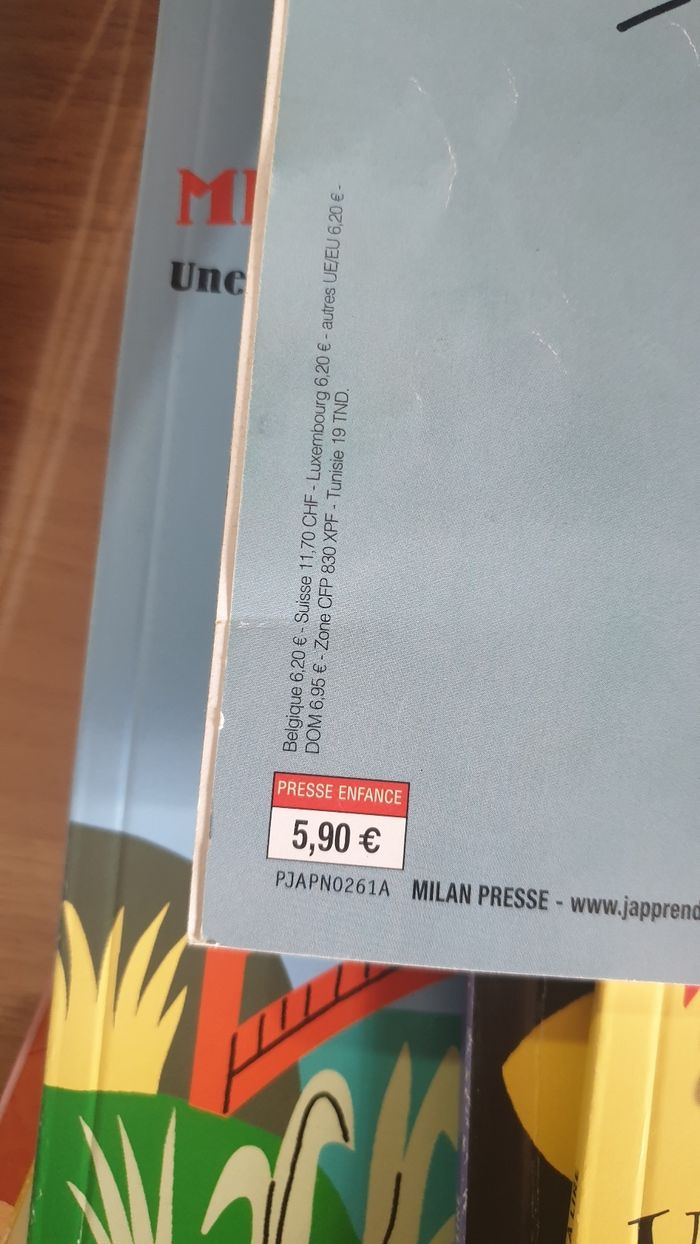 Une
Belgique 6,20 € - Suisse 11,70 CHF - Luxembourg 6,20 € - autres UE/EU 6,20 € -
DOM 6,95 € - Zone CFP 830 XPF - Tunisie 19 TND.
PRESSE ENFANCE
5,90 €
PJAPN0261A MILAN PRESSE - www.japprend